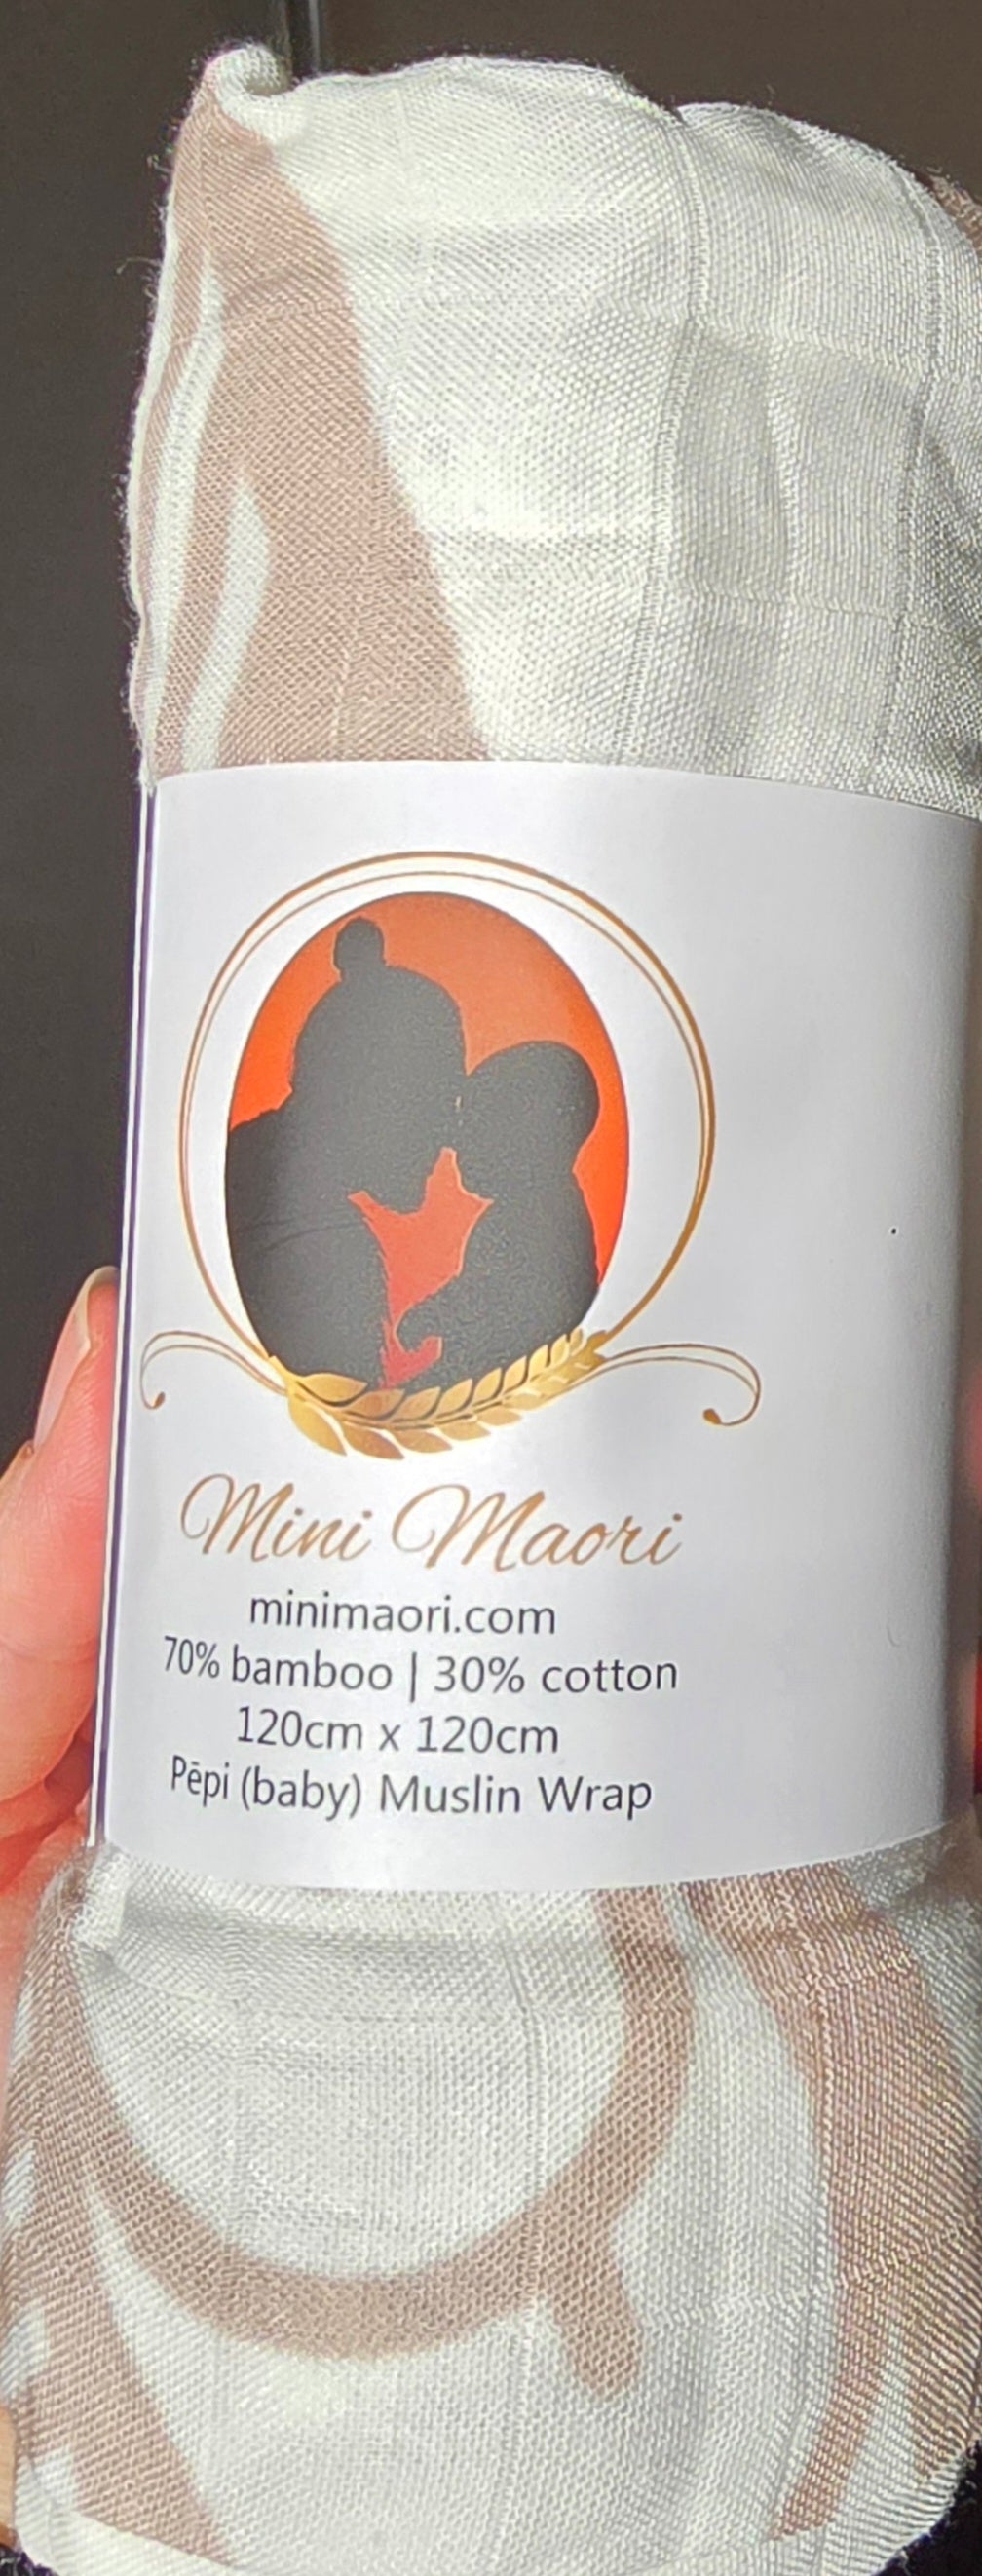 Mini Maori
minimaori.com
70% bamboo | 30% cotton
120cm x 120cm
Pēpi (baby) Muslin Wrap